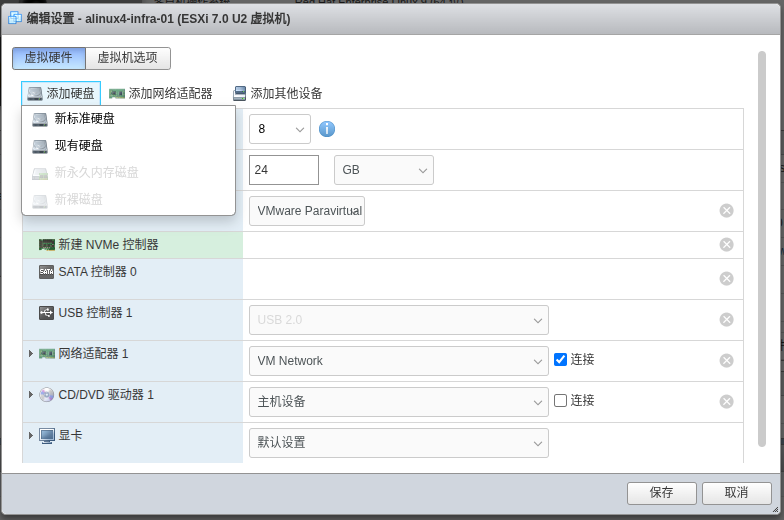 编辑设置 - alinux4-infra-01 (ESXi 7.0 U2 虚拟机)
虚拟硬件 虚拟机选项
添加硬盘 添加网络适配器 添加其他设备
新标准硬盘
现有硬盘
新永久内存磁盘
新裸磁盘
8
24 GB
VMware Paravirtual
新建 NVMe 控制器
SATA 控制器 0
USB 控制器 1 USB 2.0
网络适配器 1 VM Network 连接
CD/DVD 驱动器 1 主机设备 连接
显卡 默认设置
保存 取消